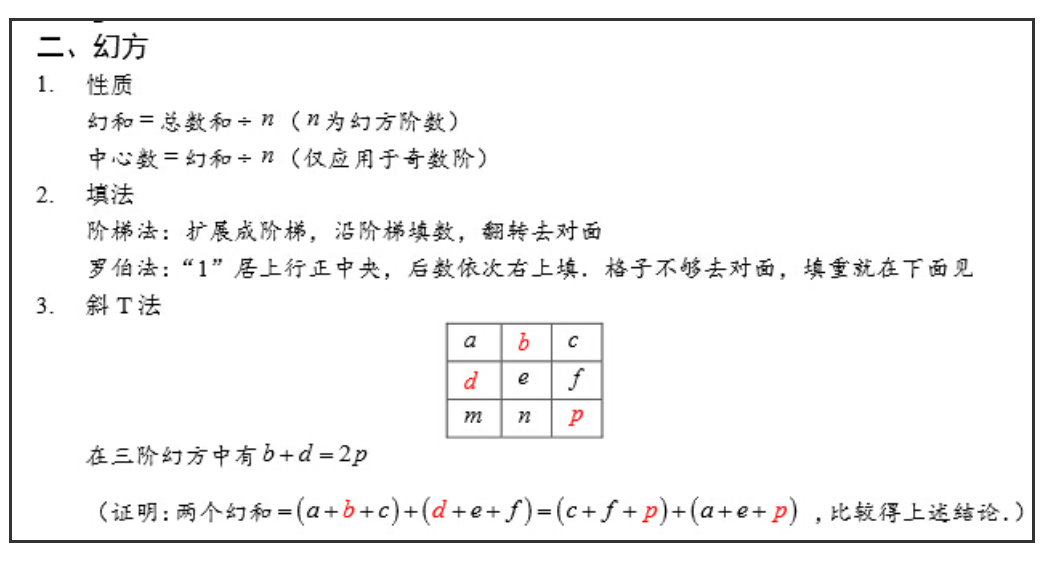 二、幻方
1. 性质
幻和=总数和÷n（n为幻方阶数）
中心数=幻和÷n（仅应用于奇数阶）
2. 填法
阶梯法：扩展成阶梯，沿阶梯填数，翻转去对面
罗伯法：“1”居上行正中央，后数依次右上填．格子不够去对面，填重就在下面见
3. 斜T法
a b c
d e f
m n p
在三阶幻方中有b+d=2p
（证明：两个幻和=(a+b+c)+(d+e+f)=(c+f+p)+(a+e+p)，比较得上述结论．）